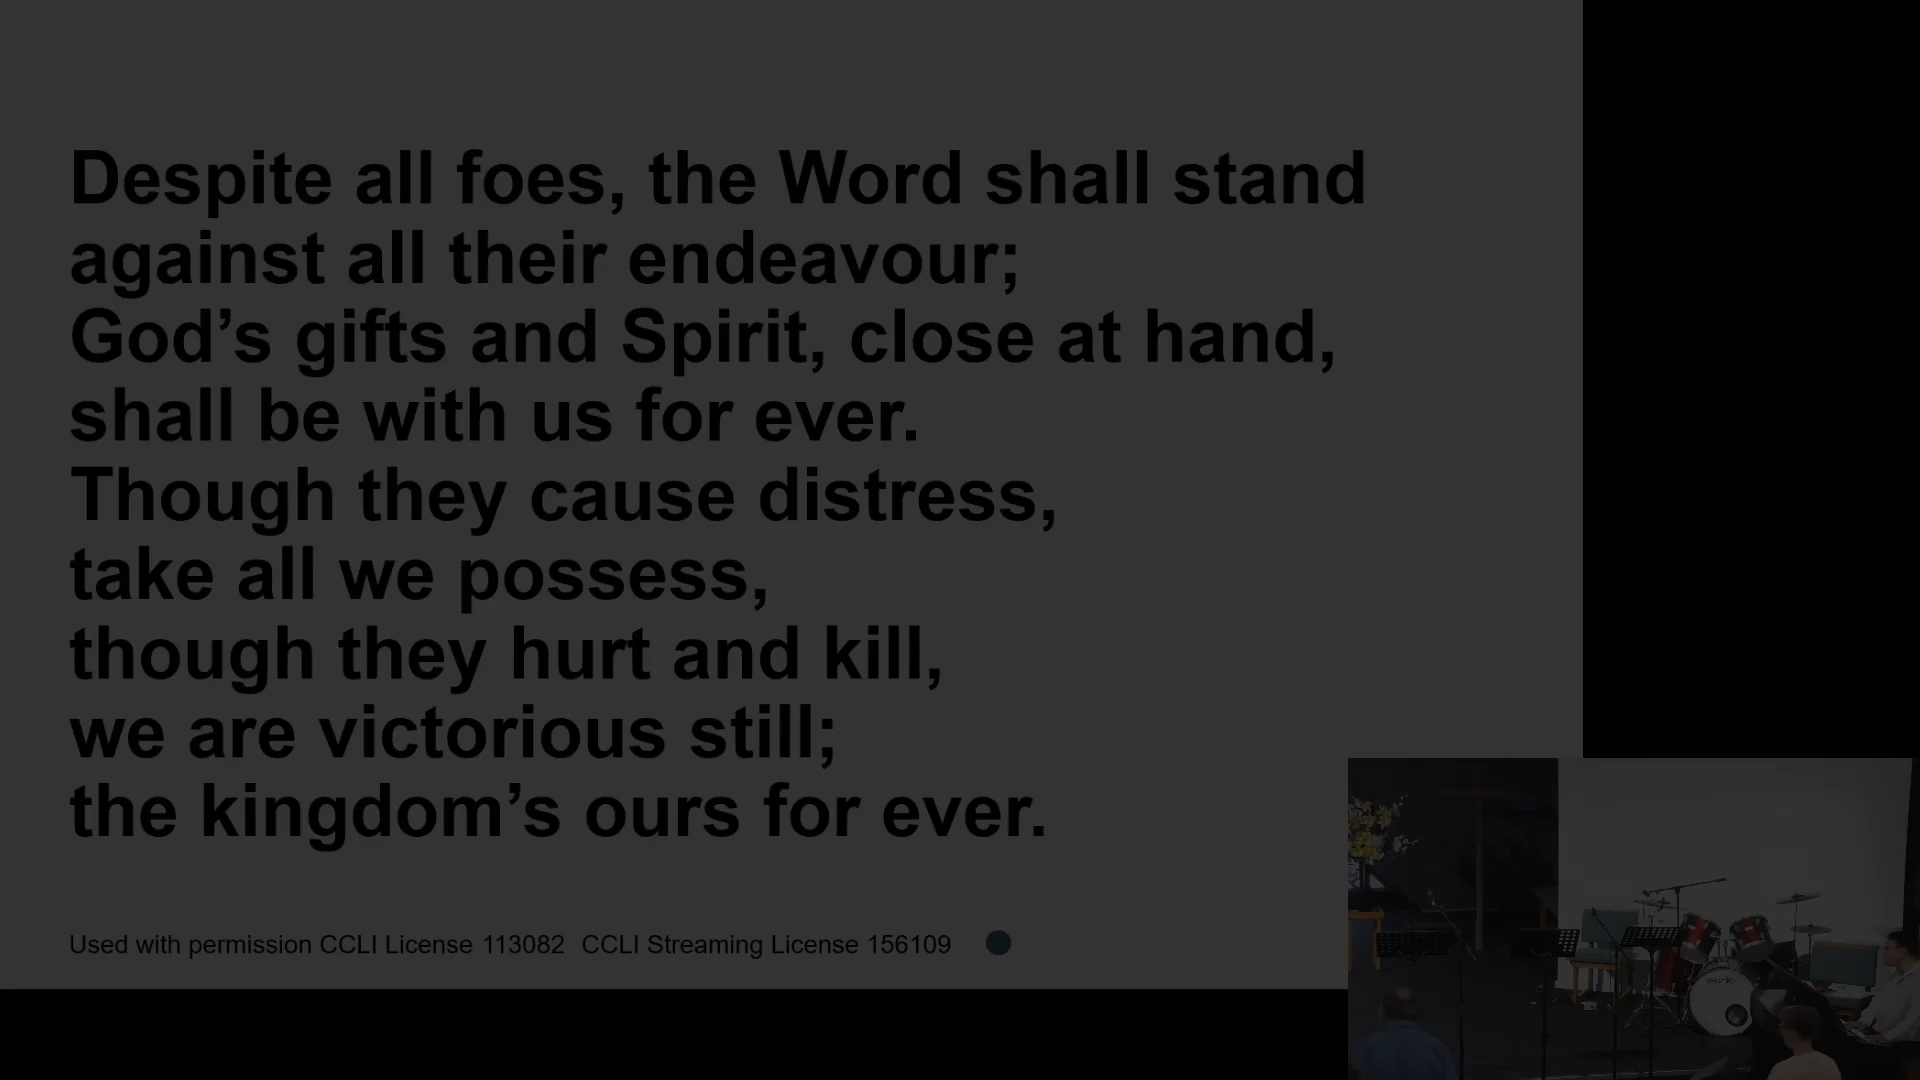 Despite all foes, the Word shall stand
against all their endeavour;
God’s gifts and Spirit, close at hand,
shall be with us for ever.
Though they cause distress,
take all we possess,
though they hurt and kill,
we are victorious still;
the kingdom’s ours for ever.
Used with permission CCLI License 113082  CCLI Streaming License 156109